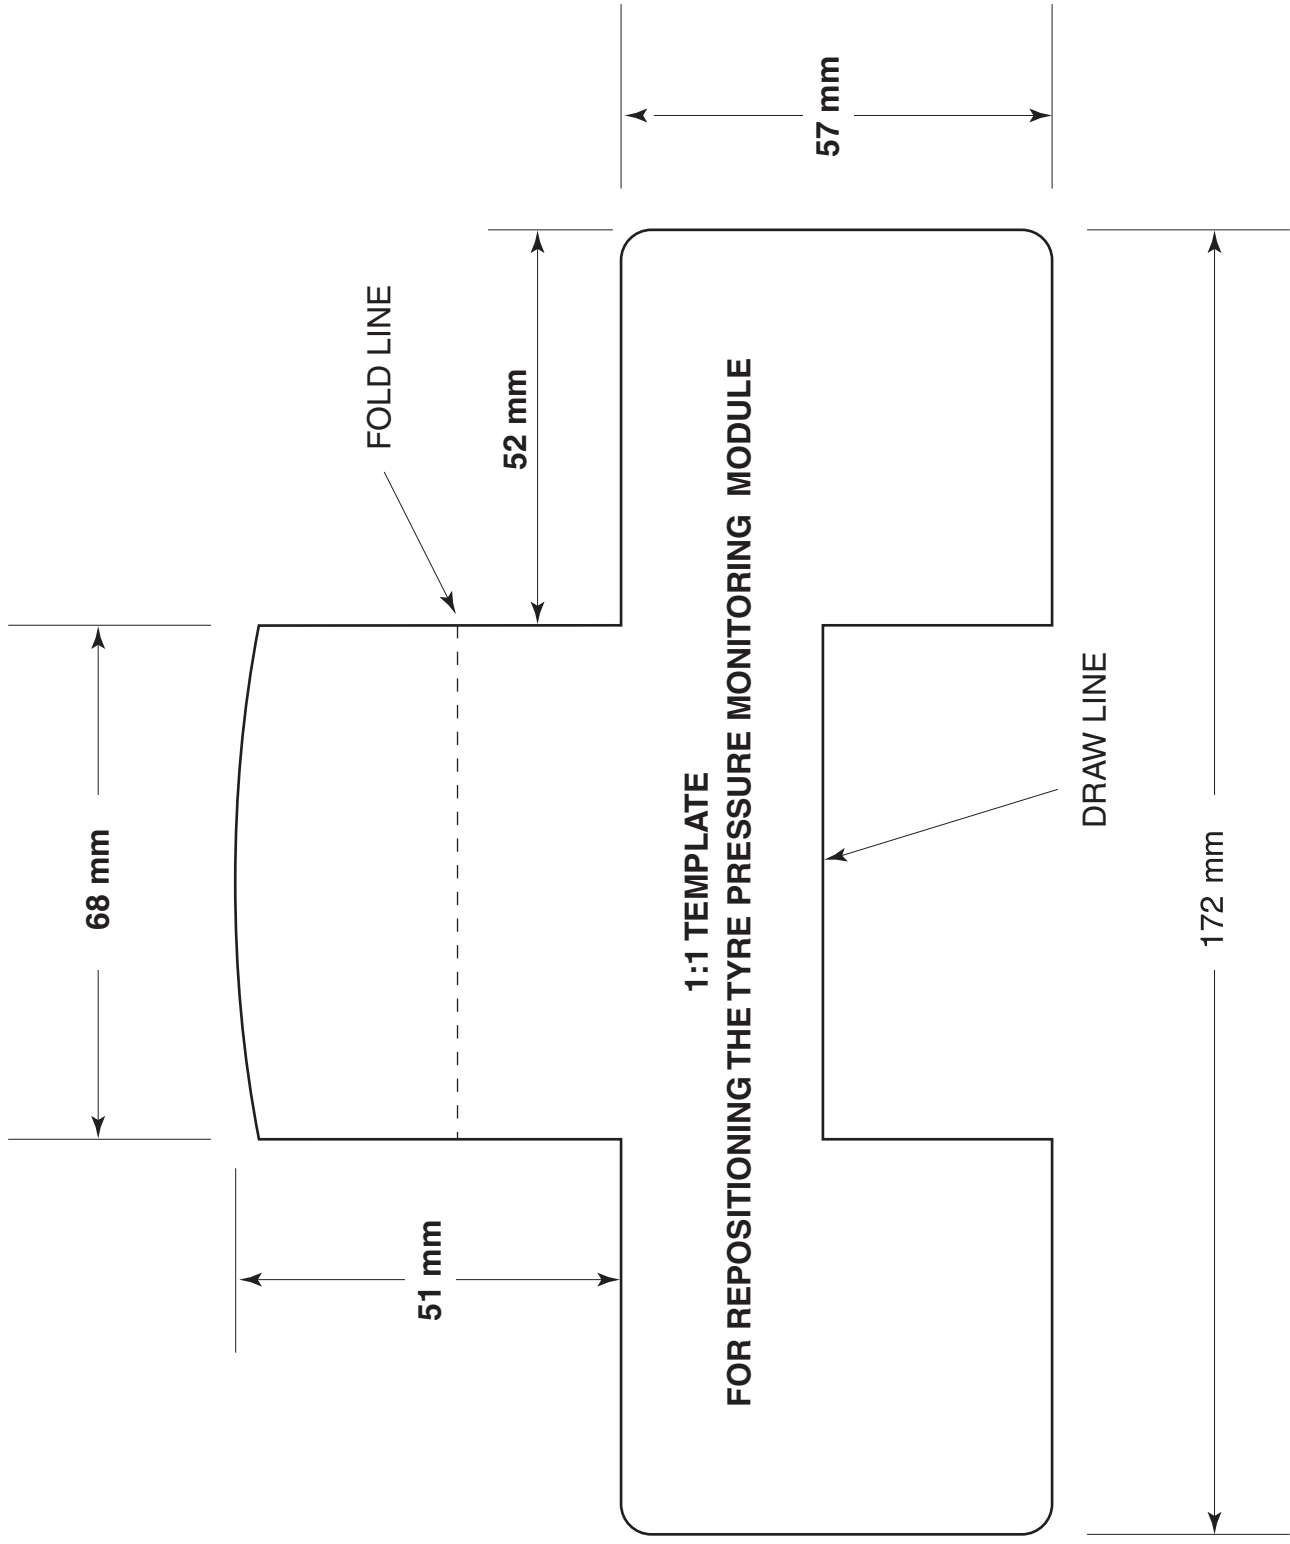 68 mm
FOLD LINE
51 mm
52 mm
1:1 TEMPLATE
FOR REPOSITIONING THE TYRE PRESSURE MONITORING MODULE
57 mm
DRAW LINE
172 mm